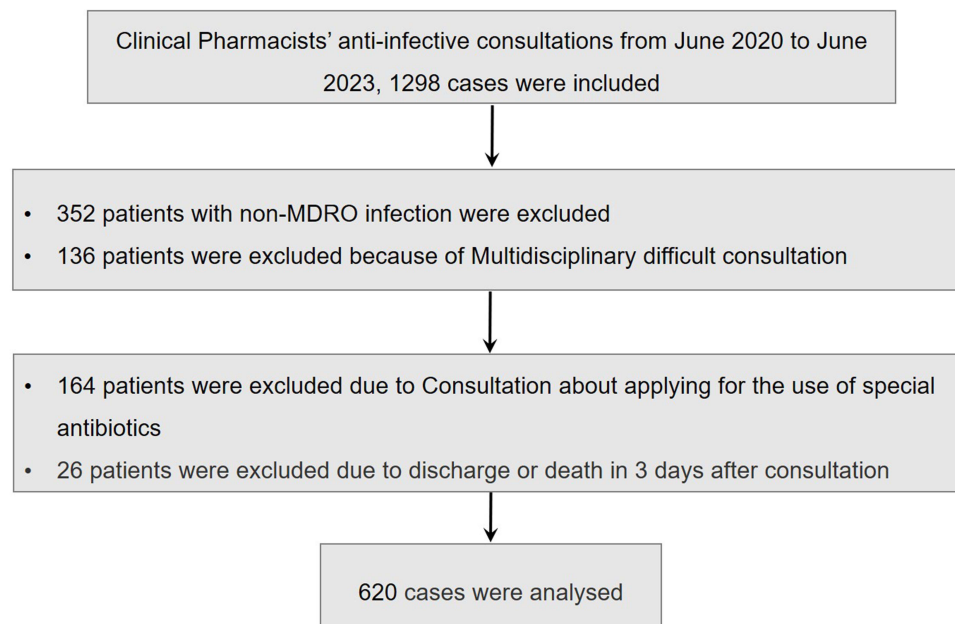 Clinical Pharmacists’ anti-infective consultations from June 2020 to June
2023, 1298 cases were included
• 352 patients with non-MDRO infection were excluded
• 136 patients were excluded because of Multidisciplinary difficult consultation
• 164 patients were excluded due to Consultation about applying for the use of special
antibiotics
• 26 patients were excluded due to discharge or death in 3 days after consultation
620 cases were analysed